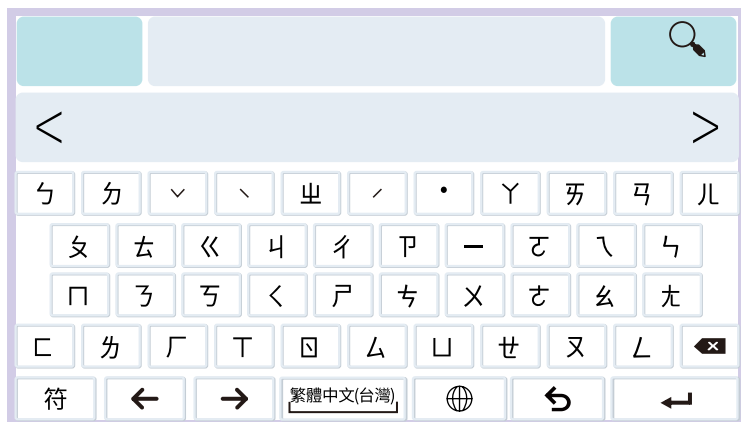 ㄅ ㄉ ˇ ˋ ㄓ ˊ ˙ ㄚ ㄞ ㄢ ㄦ
ㄆ ㄊ ㄍ ㄐ ㄔ ㄗ ㄧ ㄛ ㄟ ㄣ
ㄇ ㄋ ㄎ ㄑ ㄕ ㄘ ㄨ ㄜ ㄠ ㄤ
ㄈ ㄌ ㄏ ㄒ ㄖ ㄙ ㄩ ㄝ ㄡ ㄥ
符 繁體中文(台灣)